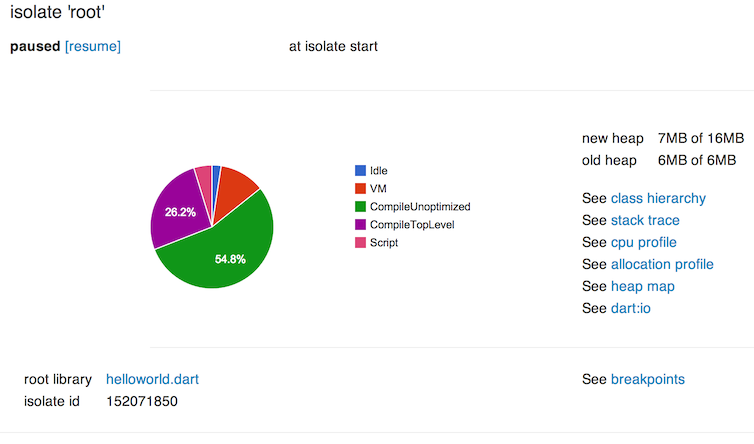 isolate 'root'
paused [resume] at isolate start
new heap 7MB of 16MB
old heap 6MB of 6MB
Idle
VM
CompileUnoptimized
CompileTopLevel
Script
26.2%
54.8%
See class hierarchy
See stack trace
See cpu profile
See allocation profile
See heap map
See dart:io
root library helloworld.dart
See breakpoints
isolate id 152071850